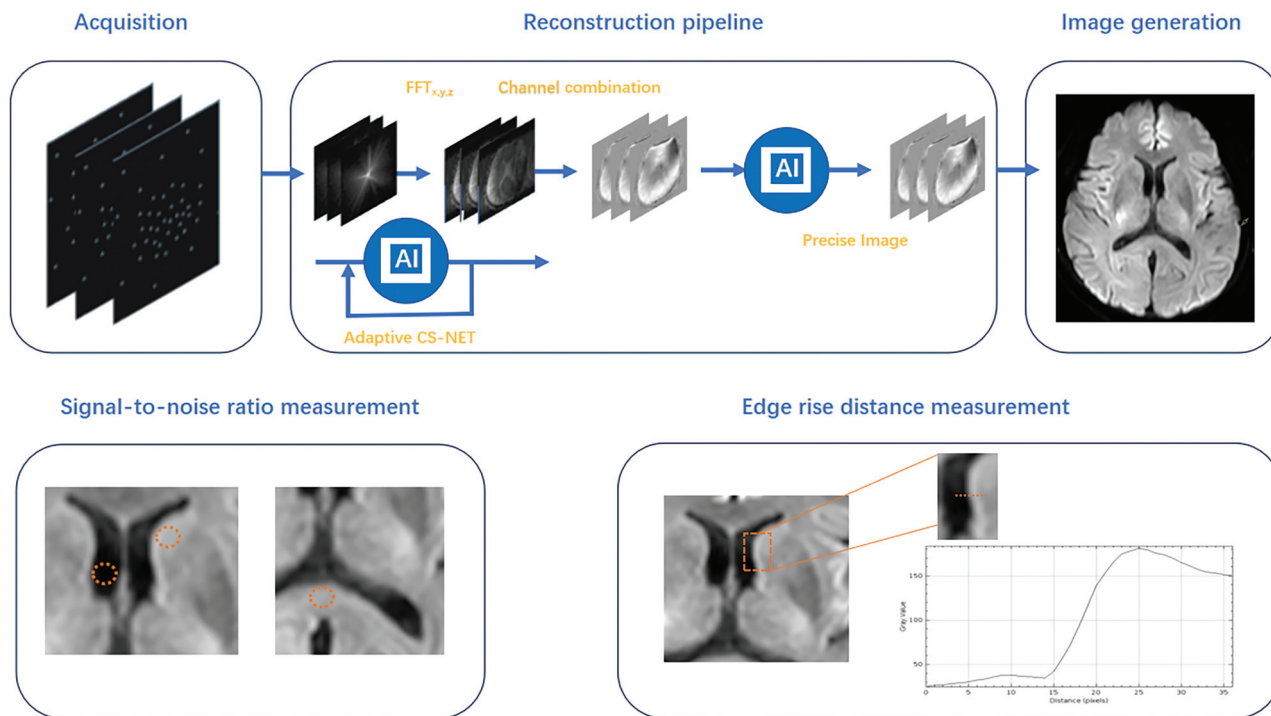 Acquisition
Reconstruction pipeline
Image generation
FFTx,y,z
Channel combination
AI
AI
Precise Image
Adaptive CS-NET
Signal-to-noise ratio measurement
Edge rise distance measurement
150
100
50
Gray Value
0 5 10 15 20 25 30 35
Distance (pixels)